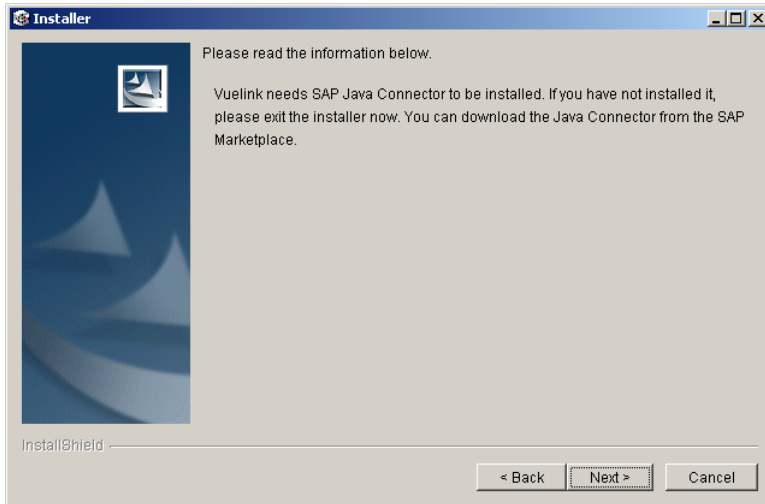 Installer
Please read the information below.
Vuelink needs SAP Java Connector to be installed. If you have not installed it,
please exit the installer now. You can download the Java Connector from the SAP
Marketplace.
InstallShield
< Back Next > Cancel